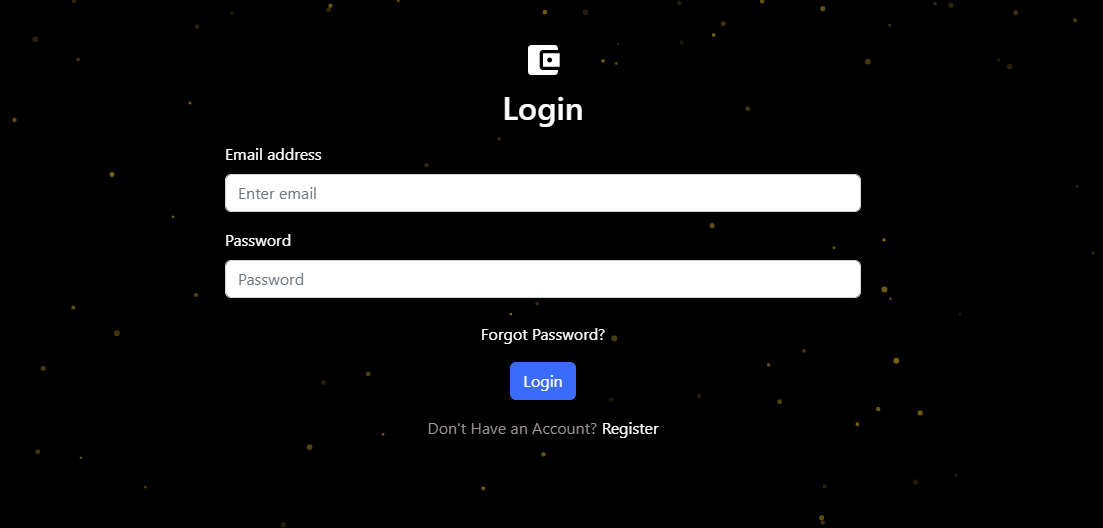 Login
Email address
Enter email
Password
Password
Forgot Password?
Login
Don't Have an Account? Register